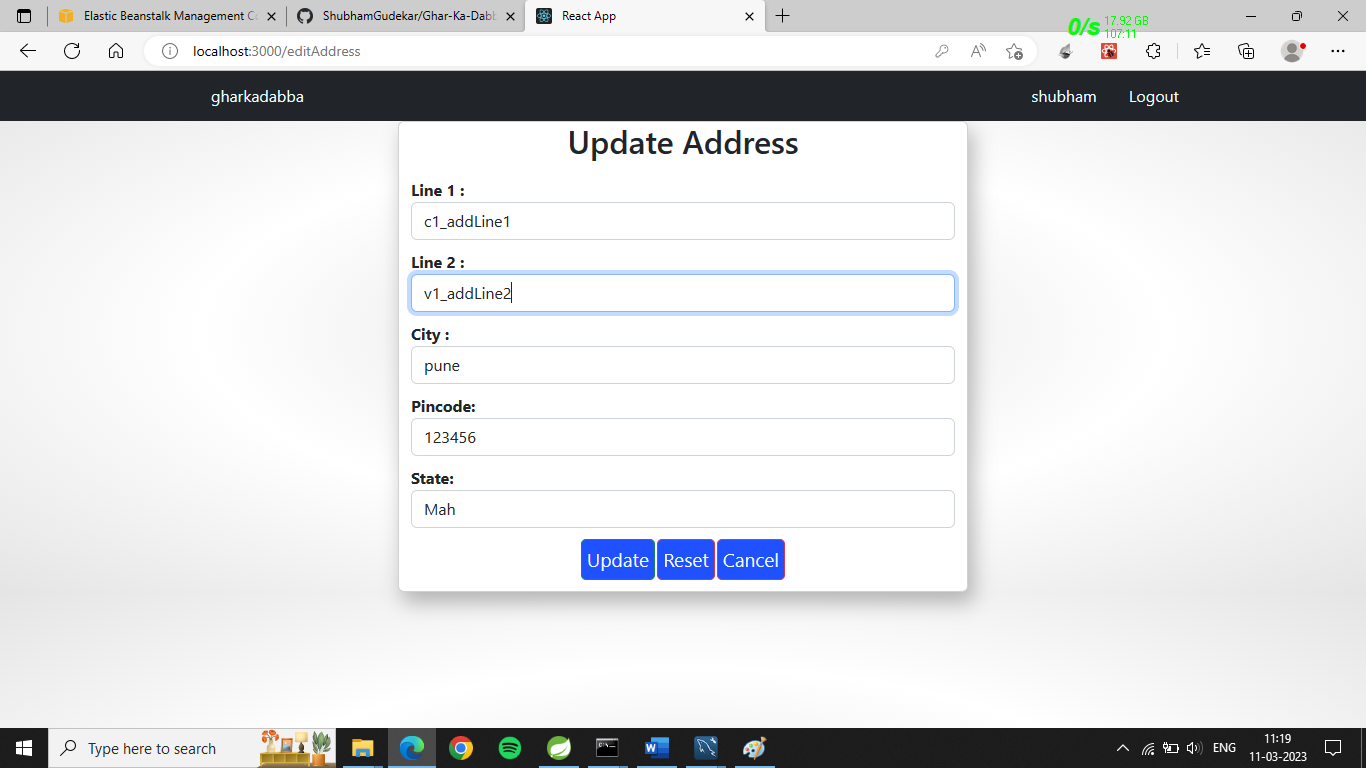 Elastic Beanstalk Management Co
ShubhamGudekar/Ghar-Ka-Dabb
React App
0/s 17.92 GB
107:11
localhost:3000/editAddress
gharkadabba
shubham
Logout
Update Address
Line 1 :
c1_addLine1
Line 2 :
v1_addLine2
City :
pune
Pincode:
123456
State:
Mah
Update Reset Cancel
Type here to search
ENG
11:19
11-03-2023